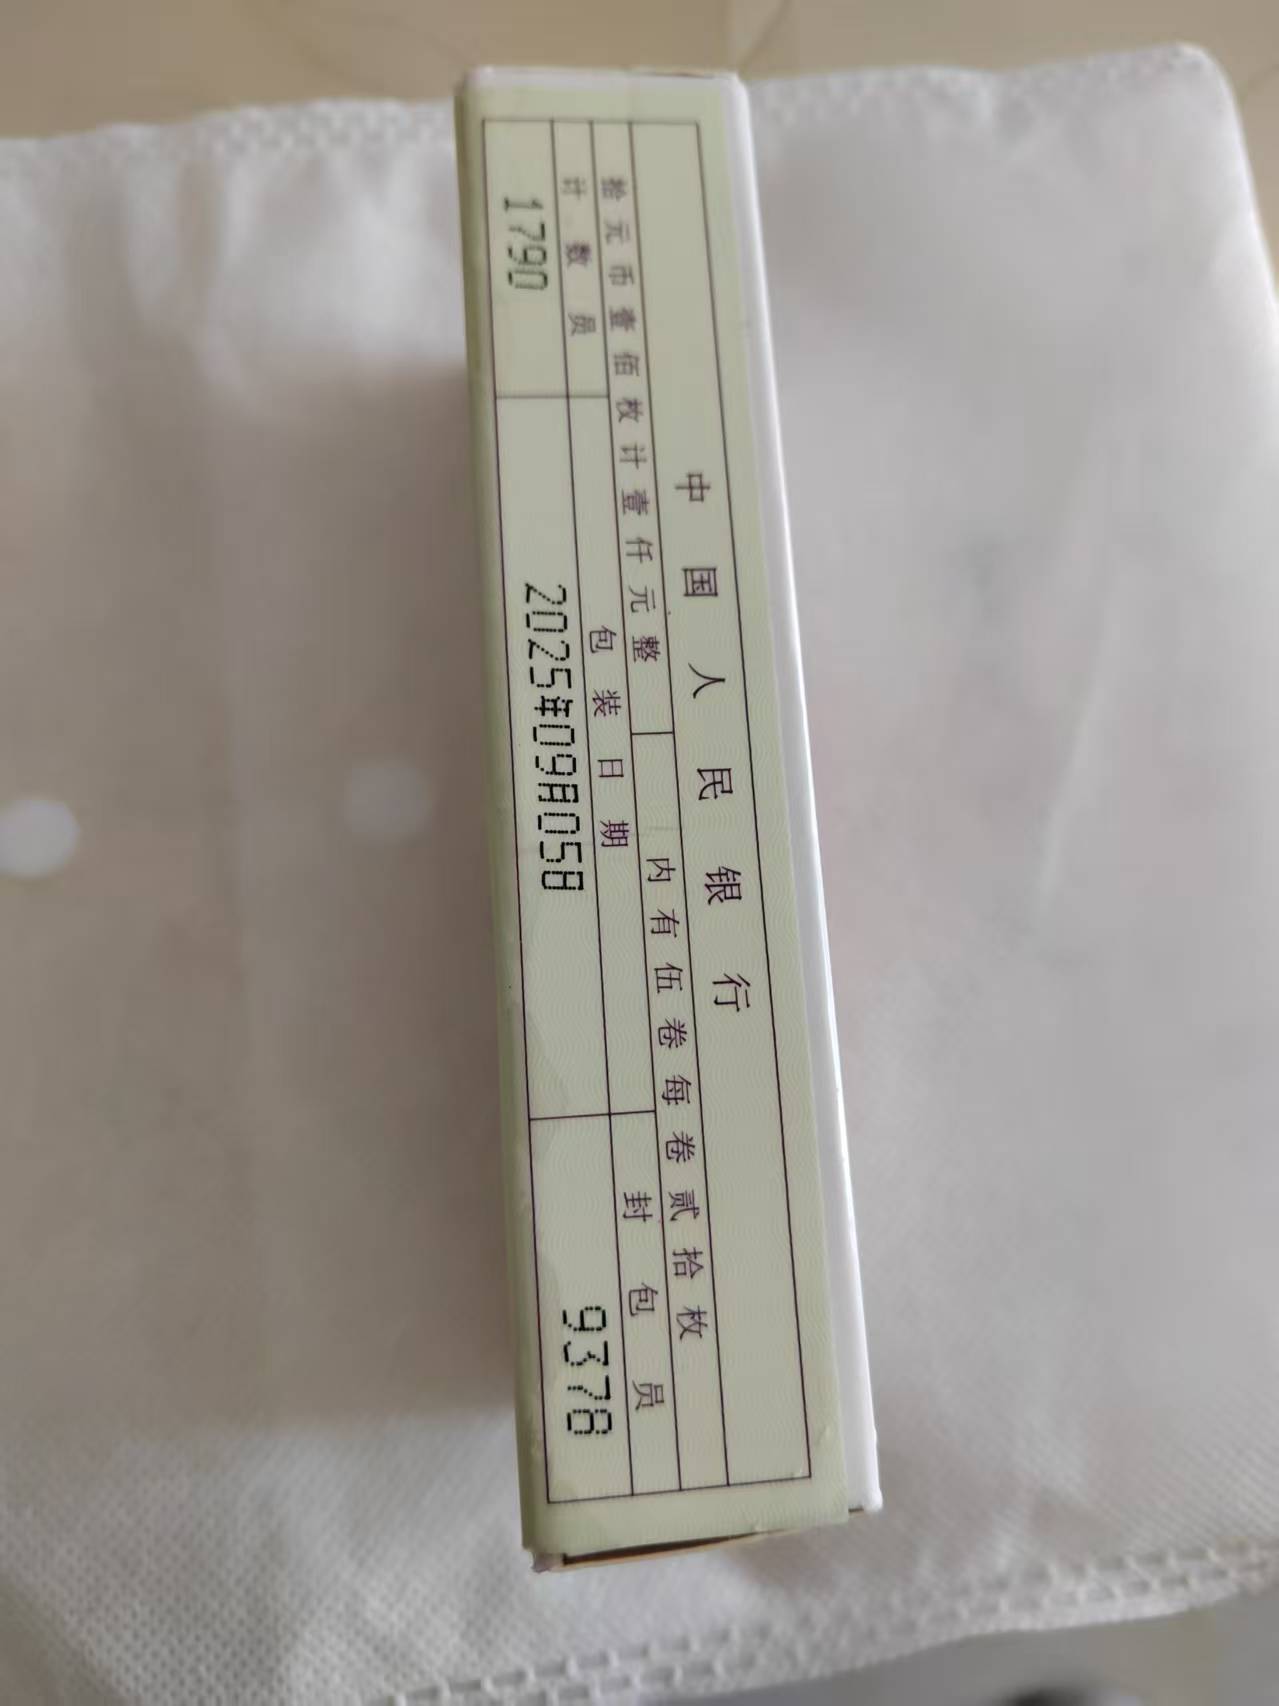 中国人民银行
拾元币壹佰枚计壹仟元整
内有伍卷每卷贰拾枚
计数员
包装日期
封包员
1790
2025年09月05日
9378